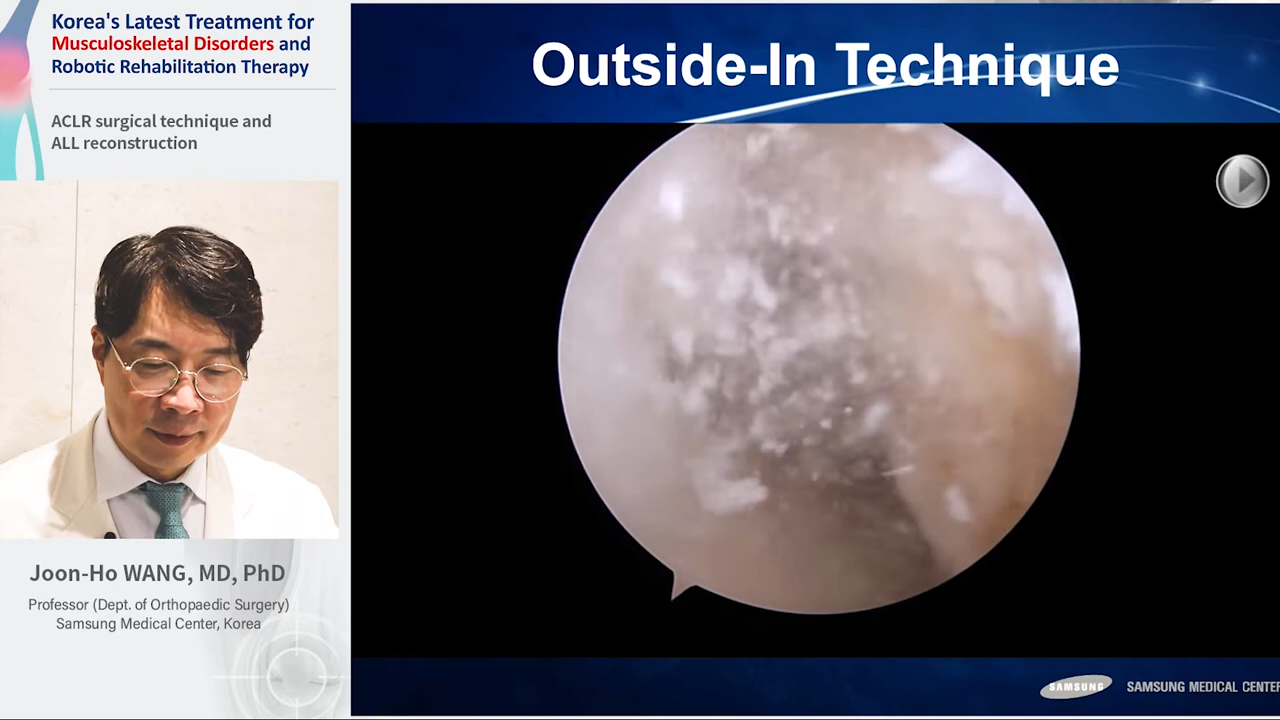 Korea's Latest Treatment for
Musculoskeletal Disorders and
Robotic Rehabilitation Therapy
ACLR surgical technique and
ALL reconstruction
Joon-Ho WANG, MD, PhD
Professor (Dept. of Orthopaedic Surgery)
Samsung Medical Center, Korea
Outside-In Technique
SAMSUNG SAMSUNG MEDICAL CENTER